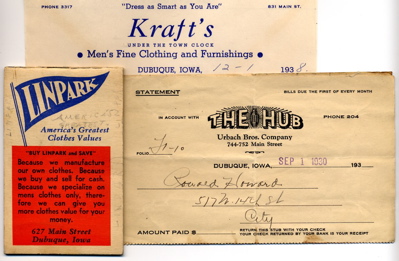 PHONE 3317
"Dress as Smart as You Are"
631 MAIN ST.
Kraft's
UNDER THE TOWN CLOCK
• Men's Fine Clothing and Furnishings •
DUBUQUE, IOWA, 12-1 1938.
LINPARK
America's Greatest
Clothes Values
"BUY LINPARK and SAVE"
Because we manufacture
our own clothes. Because
we buy and sell for cash.
Because we specialize on
mens clothes only, therefore
we can give you
more clothes value for your
money.
627 Main Street
Dubuque, Iowa
STATEMENT
BILLS DUE THE FIRST OF EVERY MONTH
IN ACCOUNT WITH
THE HUB
PHONE 204
Urbach Bros. Company
744-752 Main Street
FOLIO
DUBUQUE, IOWA, SEP 1 1930 193
Howard
City
AMOUNT PAID $
RETURN THIS STUB WITH YOUR CHECK
YOUR CHECK RETURNED BY YOUR BANK IS YOUR RECEIPT